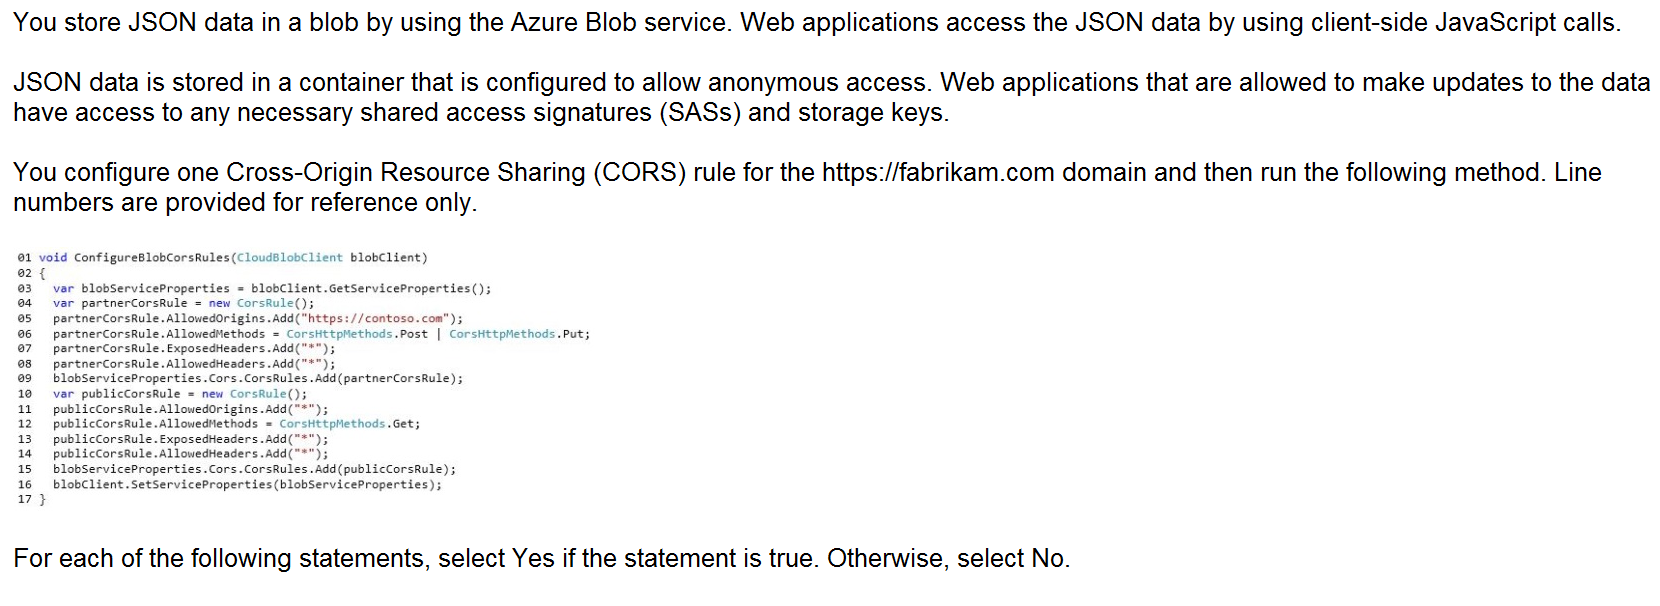 You store JSON data in a blob by using the Azure Blob service. Web applications access the JSON data by using client-side JavaScript calls.
JSON data is stored in a container that is configured to allow anonymous access. Web applications that are allowed to make updates to the data
have access to any necessary shared access signatures (SASs) and storage keys.
You configure one Cross-Origin Resource Sharing (CORS) rule for the https://fabrikam.com domain and then run the following method. Line
numbers are provided for reference only.
01 void ConfigureBlobCorsRules(CloudBlobClient blobClient)
02 {
03   var blobServiceProperties = blobClient.GetServiceProperties();
04   var partnerCorsRule = new CorsRule();
05   partnerCorsRule.AllowedOrigins.Add("https://contoso.com");
06   partnerCorsRule.AllowedMethods = CorsHttpMethods.Post | CorsHttpMethods.Put;
07   partnerCorsRule.ExposedHeaders.Add("*");
08   partnerCorsRule.AllowedHeaders.Add("*");
09   blobServiceProperties.Cors.CorsRules.Add(partnerCorsRule);
10   var publicCorsRule = new CorsRule();
11   publicCorsRule.AllowedOrigins.Add("*");
12   publicCorsRule.AllowedMethods = CorsHttpMethods.Get;
13   publicCorsRule.ExposedHeaders.Add("*");
14   publicCorsRule.AllowedHeaders.Add("*");
15   blobServiceProperties.Cors.CorsRules.Add(publicCorsRule);
16   blobClient.SetServiceProperties(blobServiceProperties);
17 }
For each of the following statements, select Yes if the statement is true. Otherwise, select No.